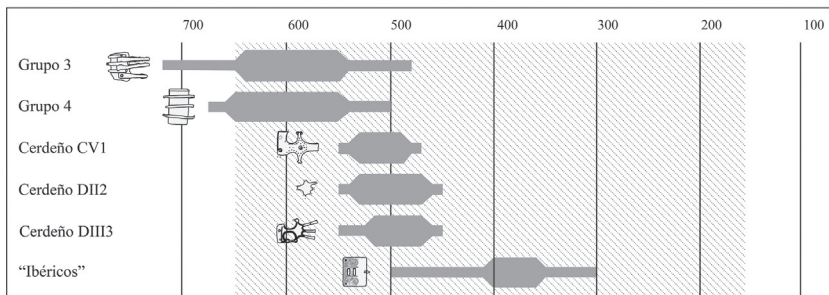 700 600 500 400 300 200 100
Grupo 3
Grupo 4
Cerdeño CV1
Cerdeño DII2
Cerdeño DIII3
“Ibéricos”